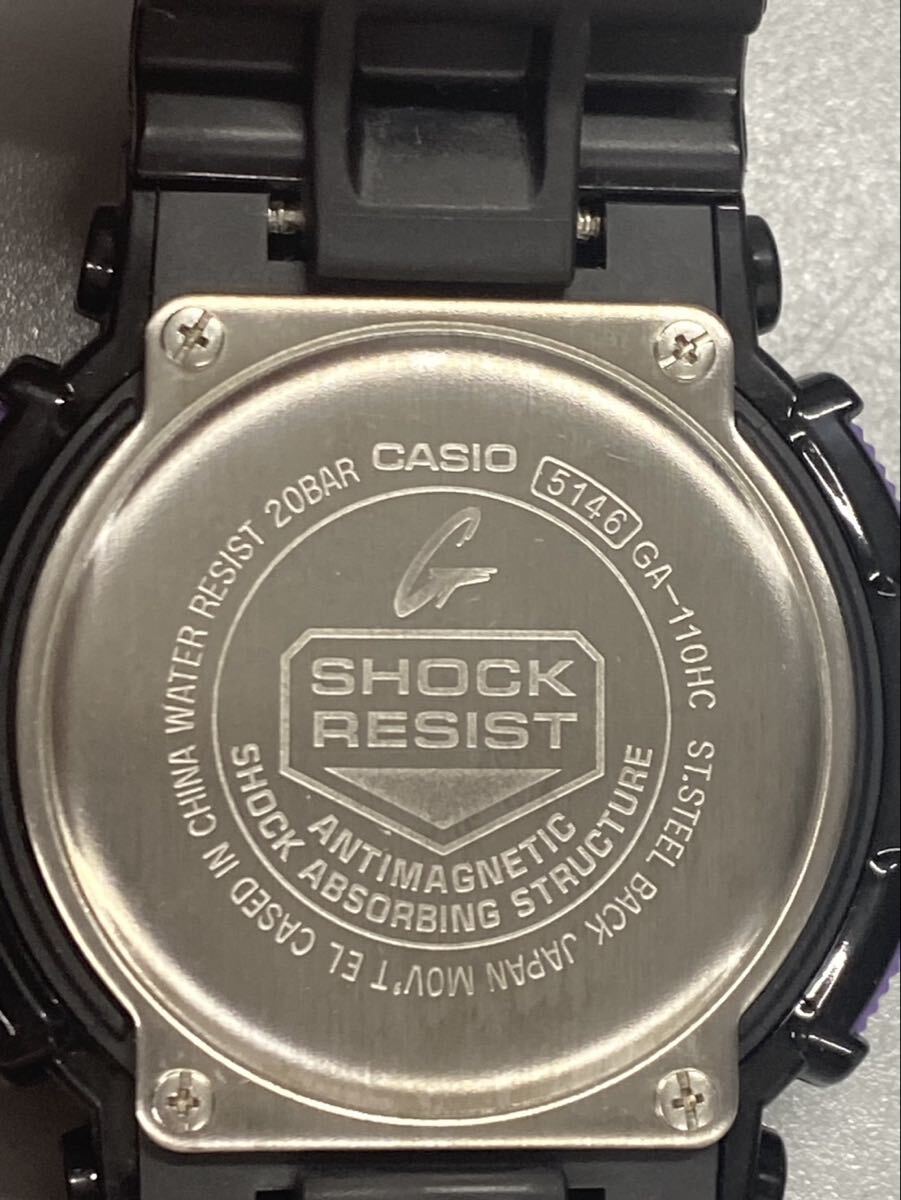 CASIO
5146 GA-110HC ST.STEEL BACK JAPAN MOV'T EL CASED IN CHINA WATER RESIST 20BAR
G
SHOCK
RESIST
ANTIMAGNETIC
SHOCK ABSORBING STRUCTURE